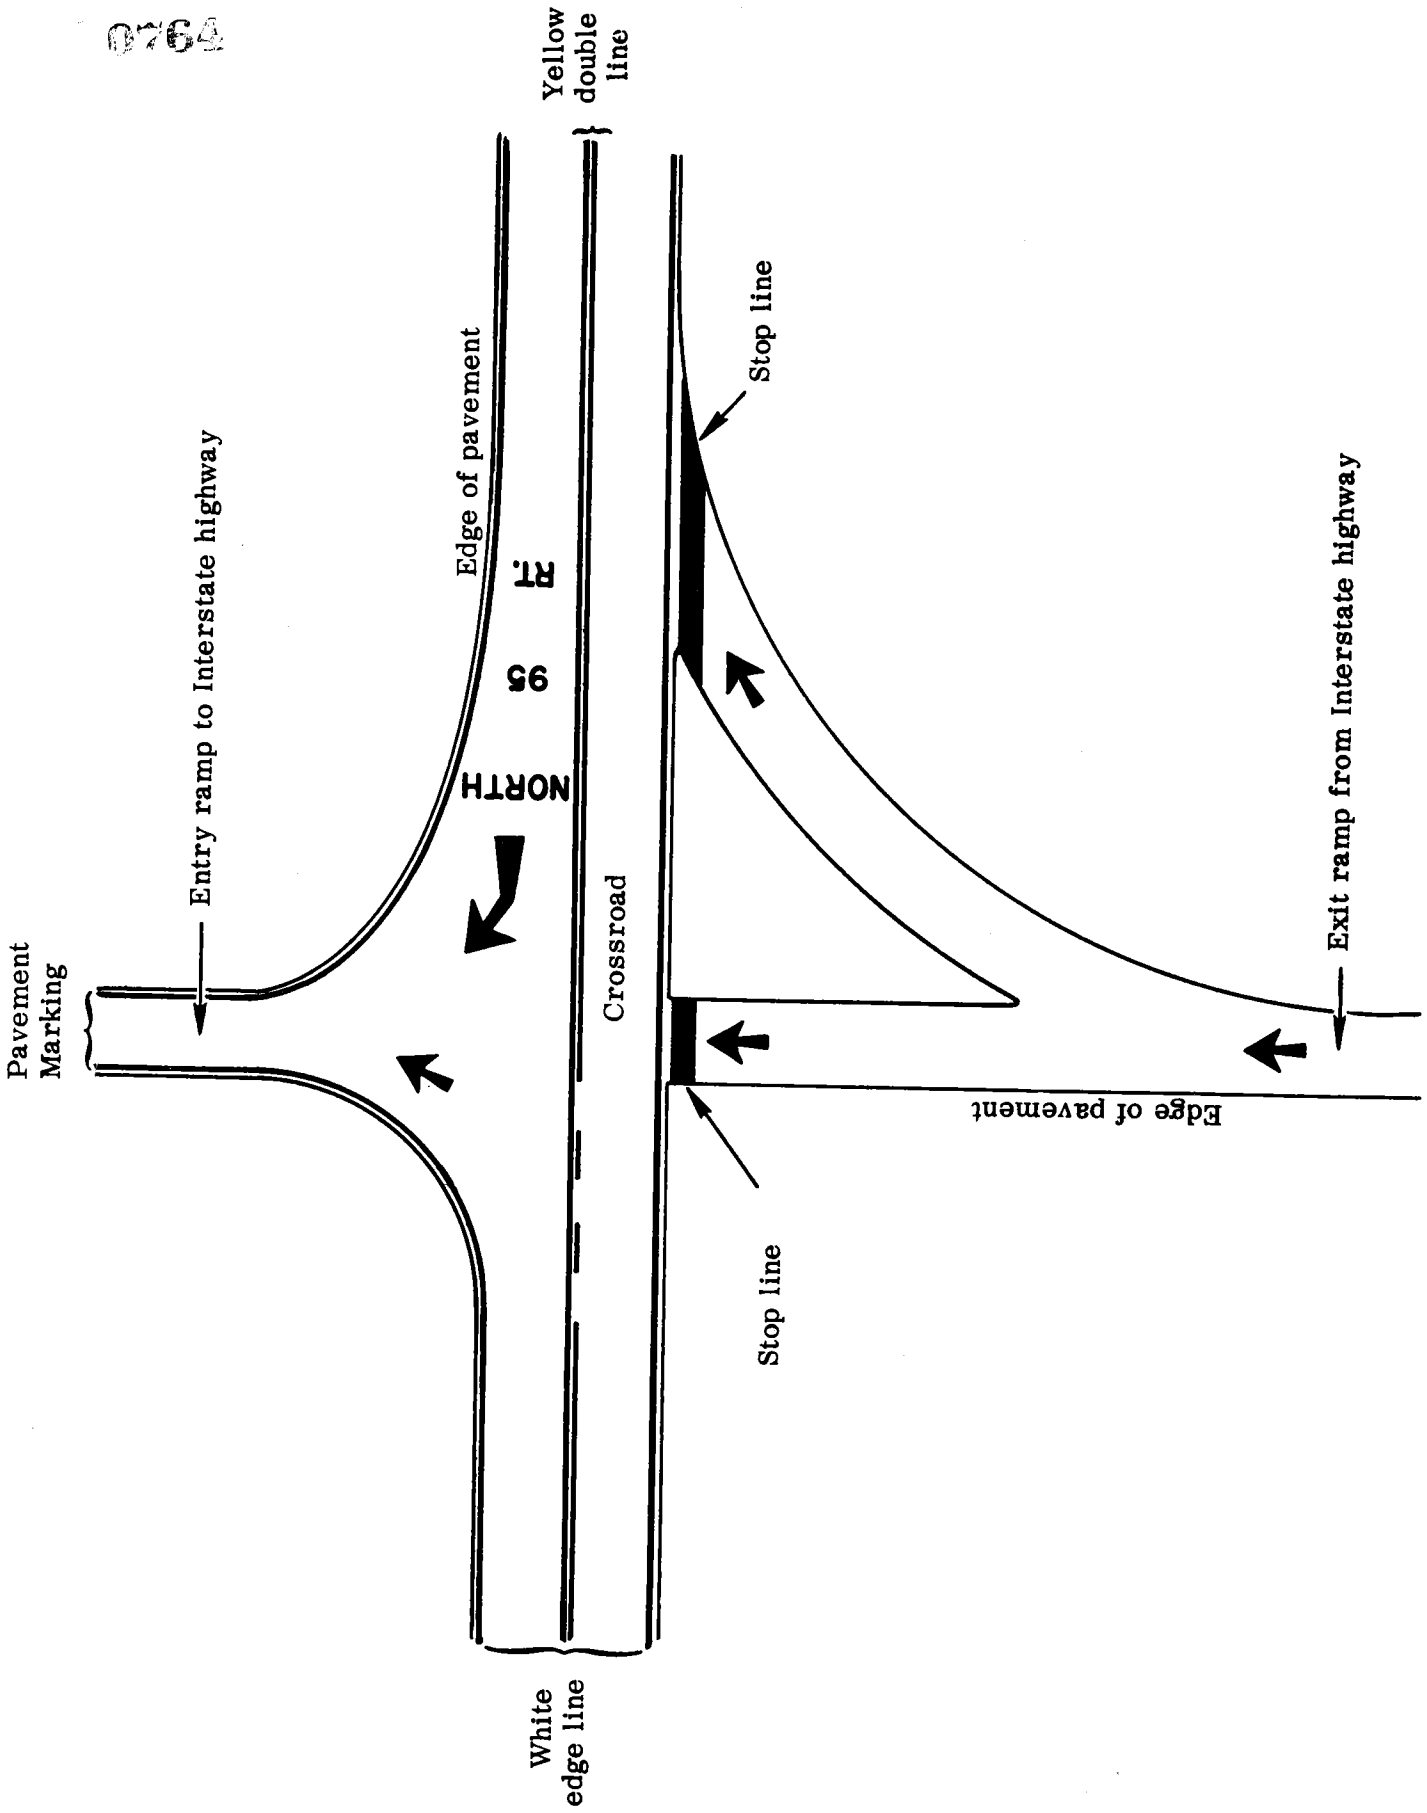 0764
Yellow
double
line
Edge of pavement
Stop line
Entry ramp to Interstate highway
RT.
95
NORTH
Crossroad
Pavement
Marking
Exit ramp from Interstate highway
Edge of pavement
Stop line
White
edge line